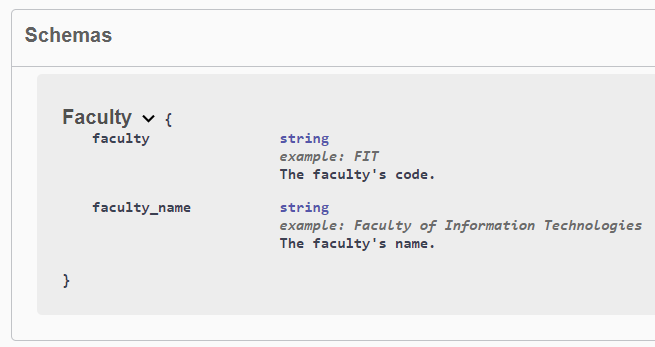 Schemas
Faculty {
faculty string
example: FIT
The faculty's code.
faculty_name string
example: Faculty of Information Technologies
The faculty's name.
}